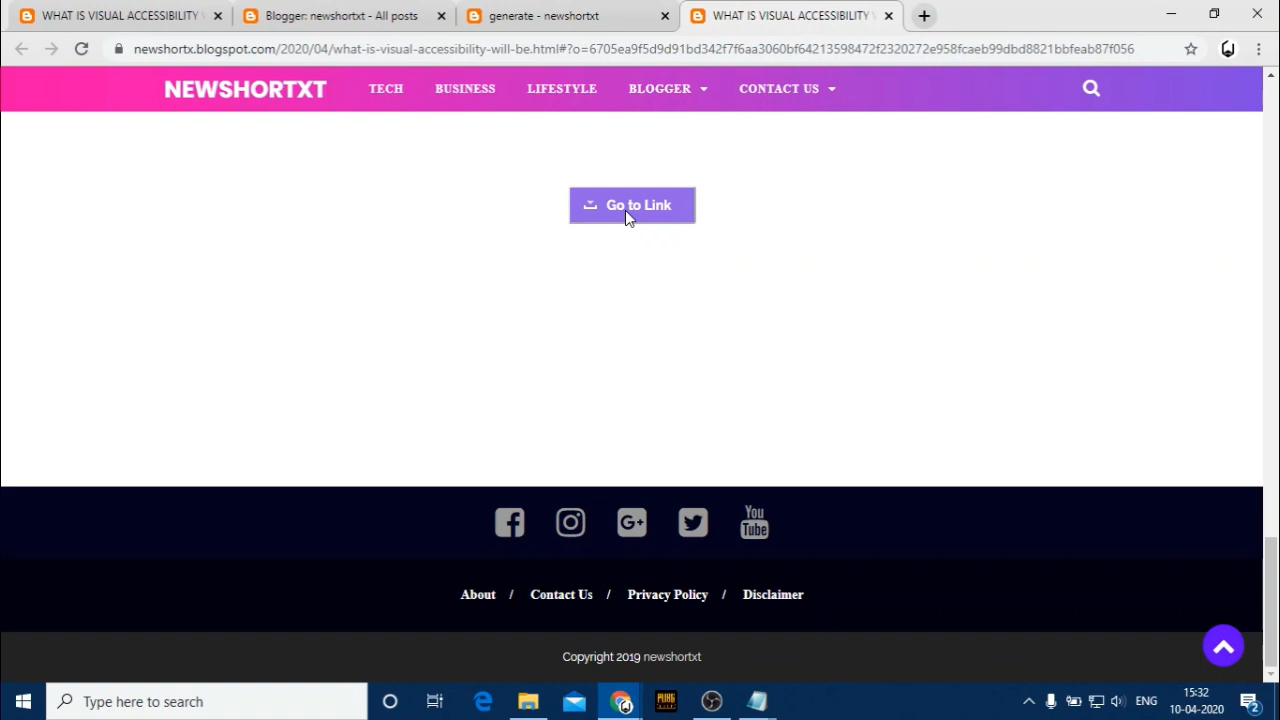 WHAT IS VISUAL ACCESSIBILITY
Blogger: newshortxt - All posts
generate - newshortxt
WHAT IS VISUAL ACCESSIBILITY
newshortx.blogspot.com/2020/04/what-is-visual-accessibility-will-be.html#?o=6705ea9f5d9d91bd342f7f6aa3060bf64213598472f2320272e958fcaeb99dbd8821bbfeab87f056
NEWSHORTXT
TECH
BUSINESS
LIFESTYLE
BLOGGER
CONTACT US
Go to Link
You
Tube
About / Contact Us / Privacy Policy / Disclaimer
Copyright 2019 newshortxt
Type here to search
PUBG
ENG
15:32
10-04-2020
2